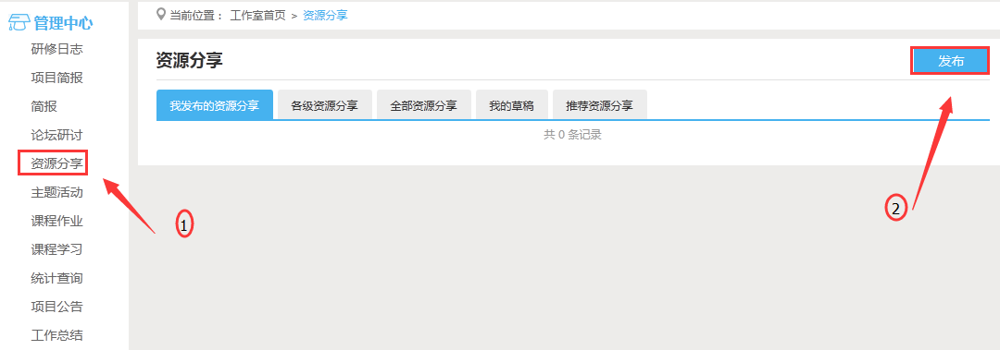 管理中心
研修日志
项目简报
简报
论坛研讨
资源分享
主题活动
课程作业
课程学习
统计查询
项目公告
工作总结
当前位置： 工作室首页 > 资源分享
资源分享
发布
我发布的资源分享 各级资源分享 全部资源分享 我的草稿 推荐资源分享
共 0 条记录
1
2